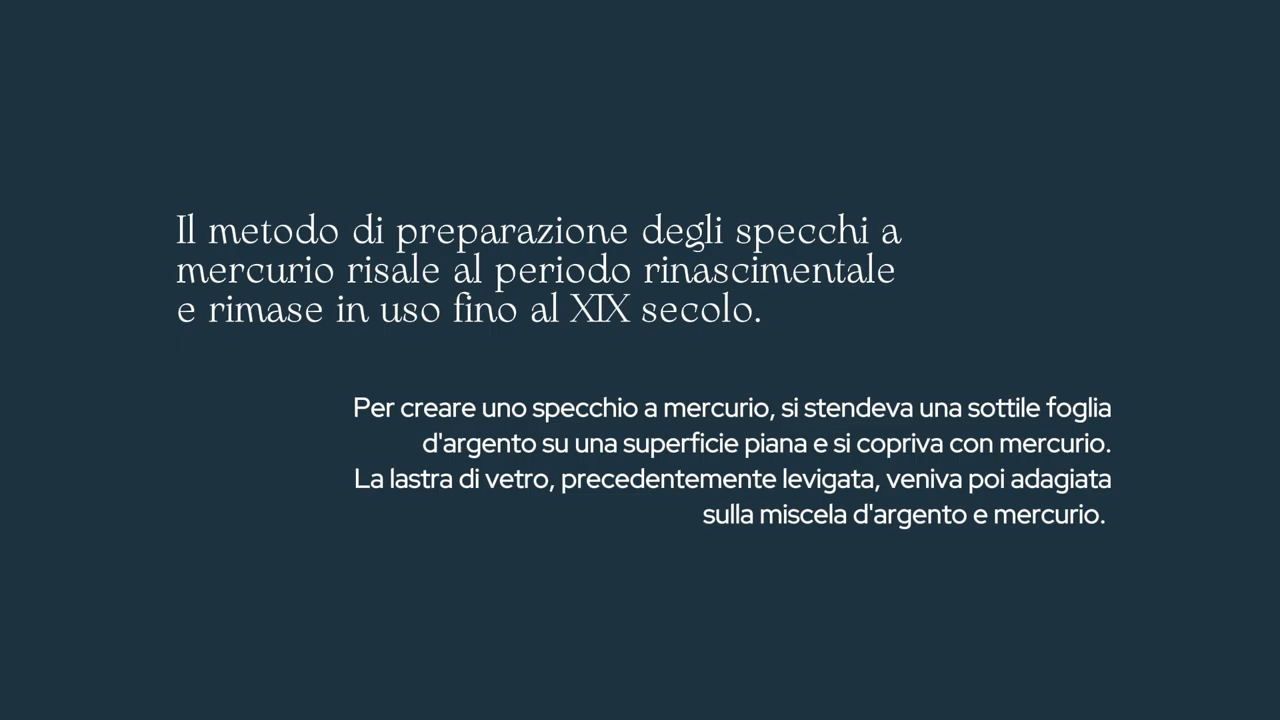 Il metodo di preparazione degli specchi a
mercurio risale al periodo rinascimentale
e rimase in uso fino al XIX secolo.
Per creare uno specchio a mercurio, si stendeva una sottile foglia
d'argento su una superficie piana e si copriva con mercurio.
La lastra di vetro, precedentemente levigata, veniva poi adagiata
sulla miscela d'argento e mercurio.